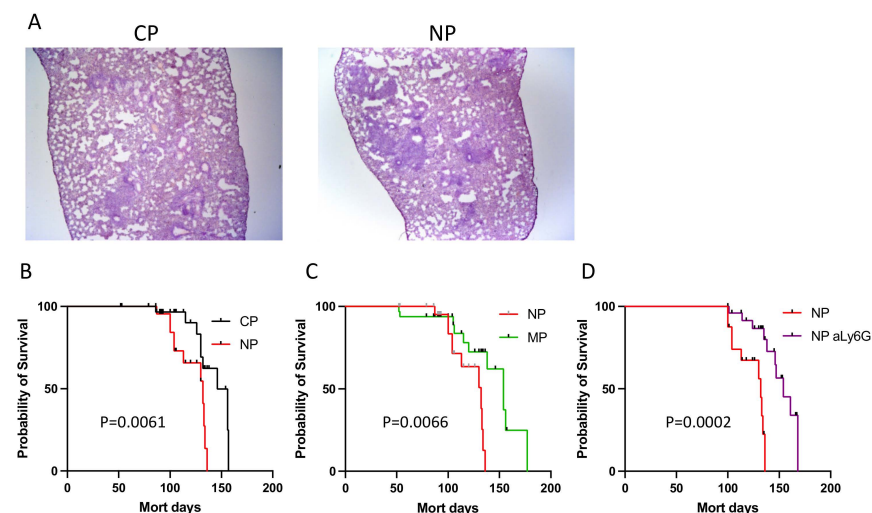 A
CP
NP
B
Probability of Survival
100
50
0
CP
NP
P=0.0061
0 50 100 150 200
Mort days
C
Probability of Survival
100
50
0
NP
MP
P=0.0066
0 50 100 150 200
Mort days
D
Probability of Survival
100
50
0
NP
NP aLy6G
P=0.0002
0 50 100 150 200
Mort days